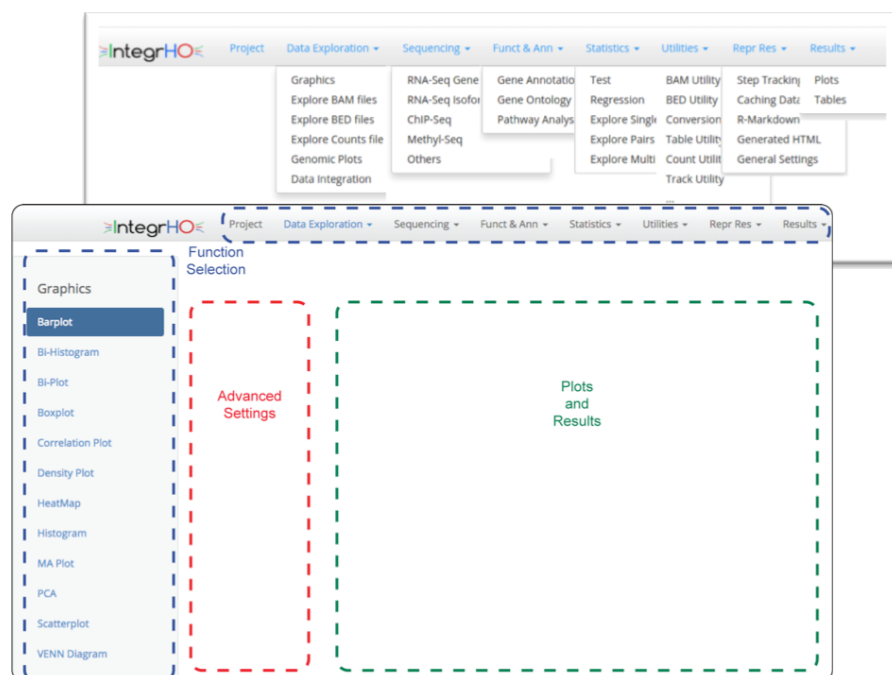 IntegrHO Project Data Exploration Sequencing Funct & Ann Statistics Utilities Repr Res Results
Graphics
Explore BAM files
Explore BED files
Explore Counts file
Genomic Plots
Data Integration
RNA-Seq Gene
RNA-Seq Isofor
ChIP-Seq
Methyl-Seq
Others
Gene Annotatio
Gene Ontology
Pathway Analys
Test
Regression
Explore Singl
Explore Pairs
Explore Multi
BAM Utility
BED Utility
Conversion
Table Utility
Count Utilit
Track Utility
...
Step Tracking
Caching Data
R-Markdown
Generated HTML
General Settings
Plots
Tables
IntegrHO Project Data Exploration Sequencing Funct & Ann Statistics Utilities Repr Res Results
Function
Selection
Graphics
Barplot
Bi-Histogram
Bi-Plot
Boxplot
Correlation Plot
Density Plot
HeatMap
Histogram
MA Plot
PCA
Scatterplot
VENN Diagram
Advanced
Settings
Plots
and
Results